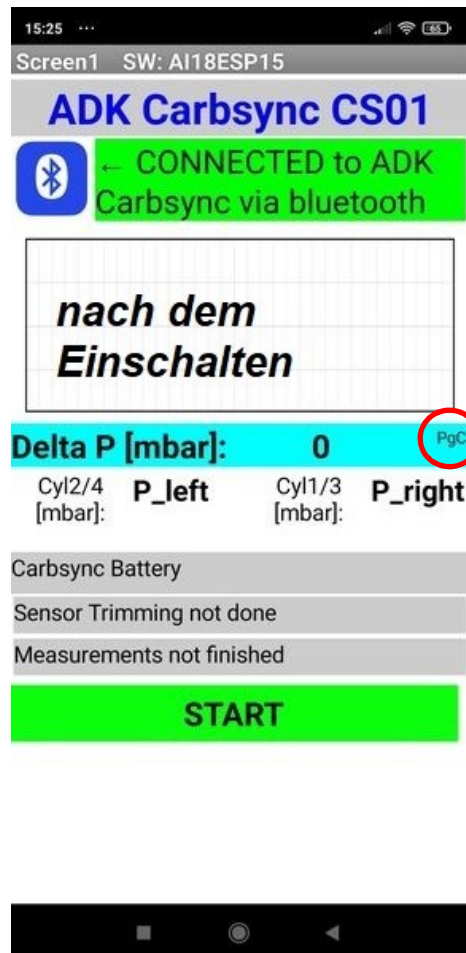 15:25 ...
65
Screen1 SW: AI18ESP15
ADK Carbsync CS01
← CONNECTED to ADK
Carbsync via bluetooth
nach dem
Einschalten
Delta P [mbar]: 0 PgC
Cyl2/4 P_left Cyl1/3 P_right
[mbar]: [mbar]:
Carbsync Battery
Sensor Trimming not done
Measurements not finished
START